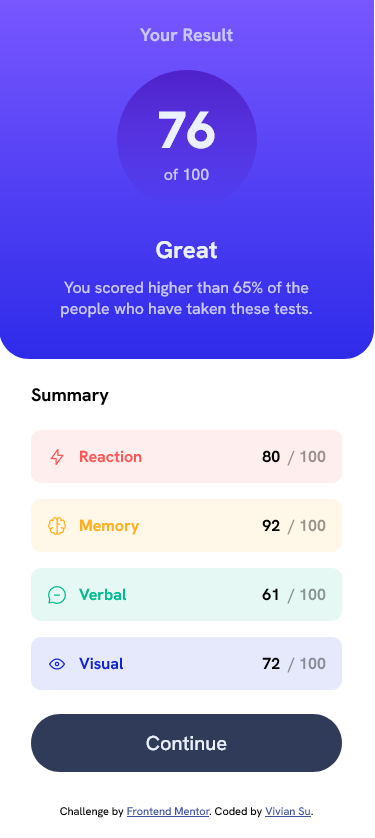 Your Result
76
of 100
Great
You scored higher than 65% of the
people who have taken these tests.
Summary
Reaction 80 / 100
Memory 92 / 100
Verbal 61 / 100
Visual 72 / 100
Continue
Challenge by Frontend Mentor. Coded by Vivian Su.